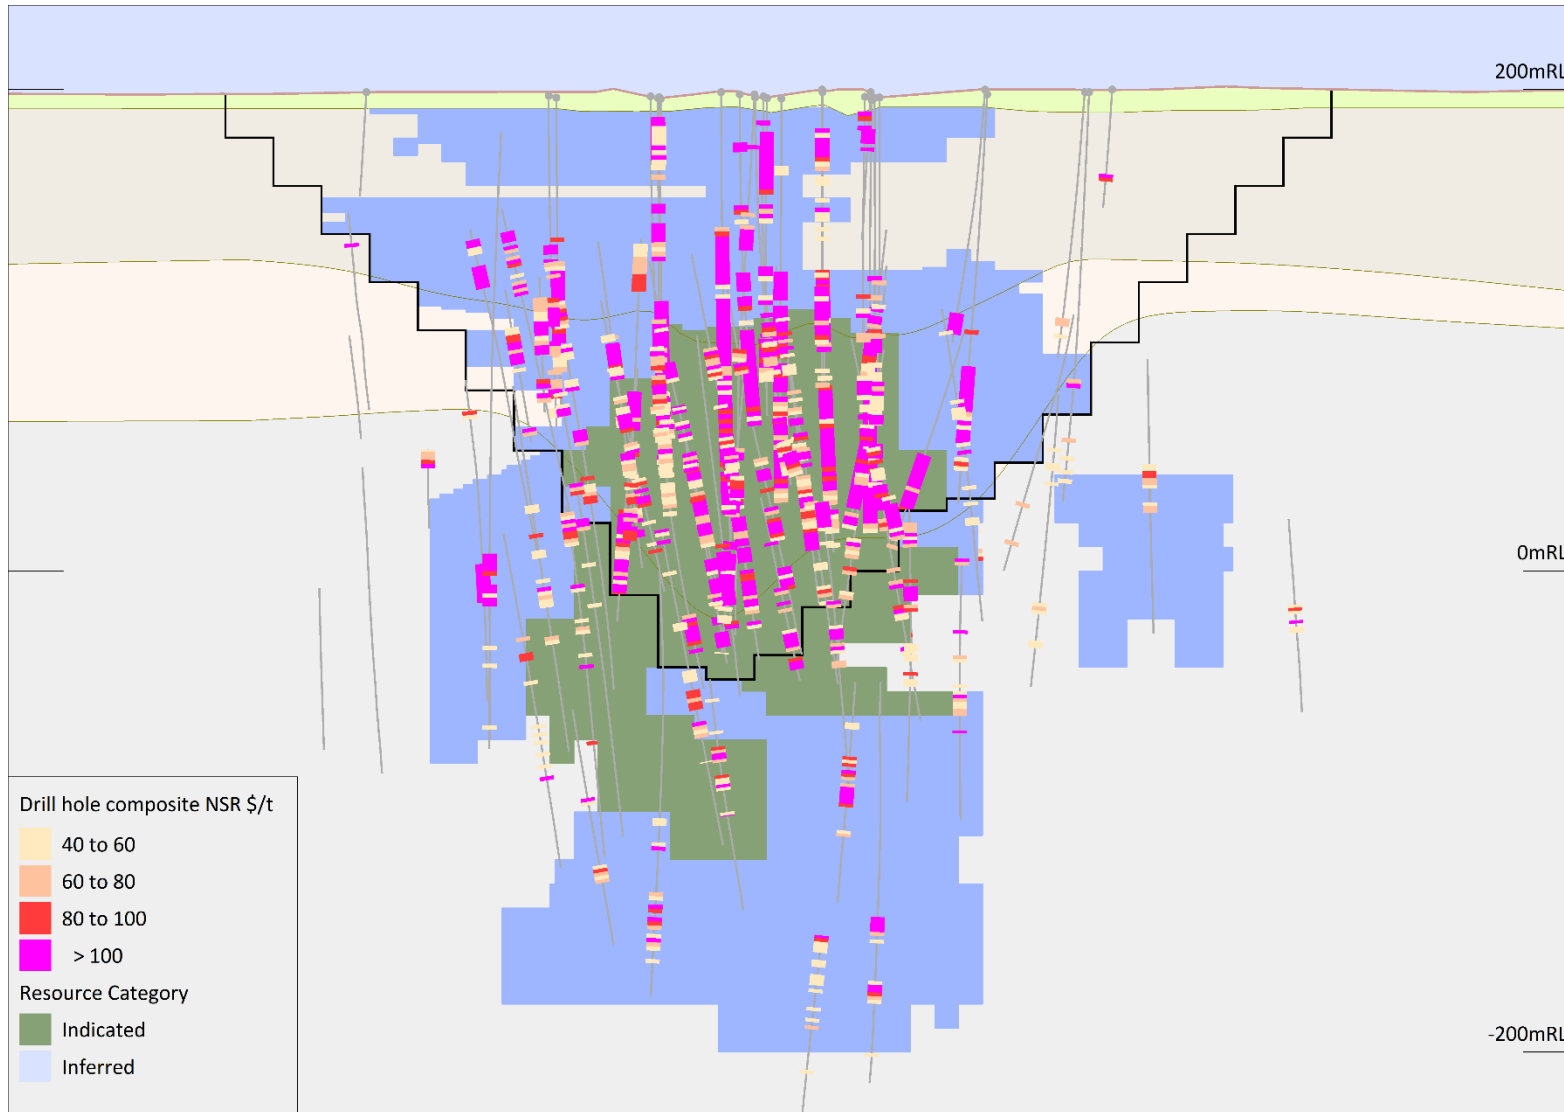 200mRL
0mRL
-200mRL
Drill hole composite NSR $/t
40 to 60
60 to 80
80 to 100
> 100
Resource Category
Indicated
Inferred